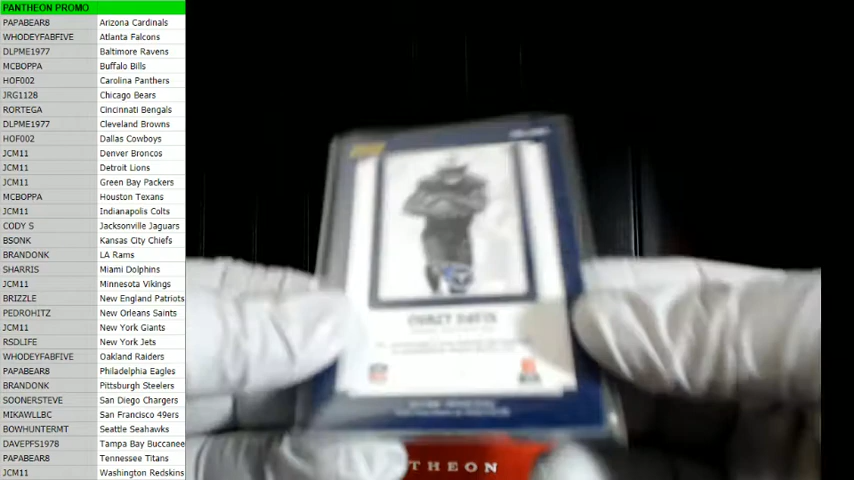 PANTHEON PROMO
PAPABEAR8 Arizona Cardinals
WHODEYFABFIVE Atlanta Falcons
DLPME1977 Baltimore Ravens
MCBOPPA Buffalo Bills
HOF002 Carolina Panthers
JRG1128 Chicago Bears
RORTEGA Cincinnati Bengals
DLPME1977 Cleveland Browns
HOF002 Dallas Cowboys
JCM11 Denver Broncos
JCM11 Detroit Lions
JCM11 Green Bay Packers
MCBOPPA Houston Texans
JCM11 Indianapolis Colts
CODY S Jacksonville Jaguars
BSONK Kansas City Chiefs
BRANDONK LA Rams
SHARRIS Miami Dolphins
JCM11 Minnesota Vikings
BRIZZLE New England Patriots
PEDROHITZ New Orleans Saints
JCM11 New York Giants
RSDLIFE New York Jets
WHODEYFABFIVE Oakland Raiders
PAPABEAR8 Philadelphia Eagles
BRANDONK Pittsburgh Steelers
SOONERSTEVE San Diego Chargers
MIKAWLLBC San Francisco 49ers
BOWHUNTERMT Seattle Seahawks
DAVEPFS1978 Tampa Bay Buccanee
PAPABEAR8 Tennessee Titans
JCM11 Washington Redskins
COREY DAVIS
THEON